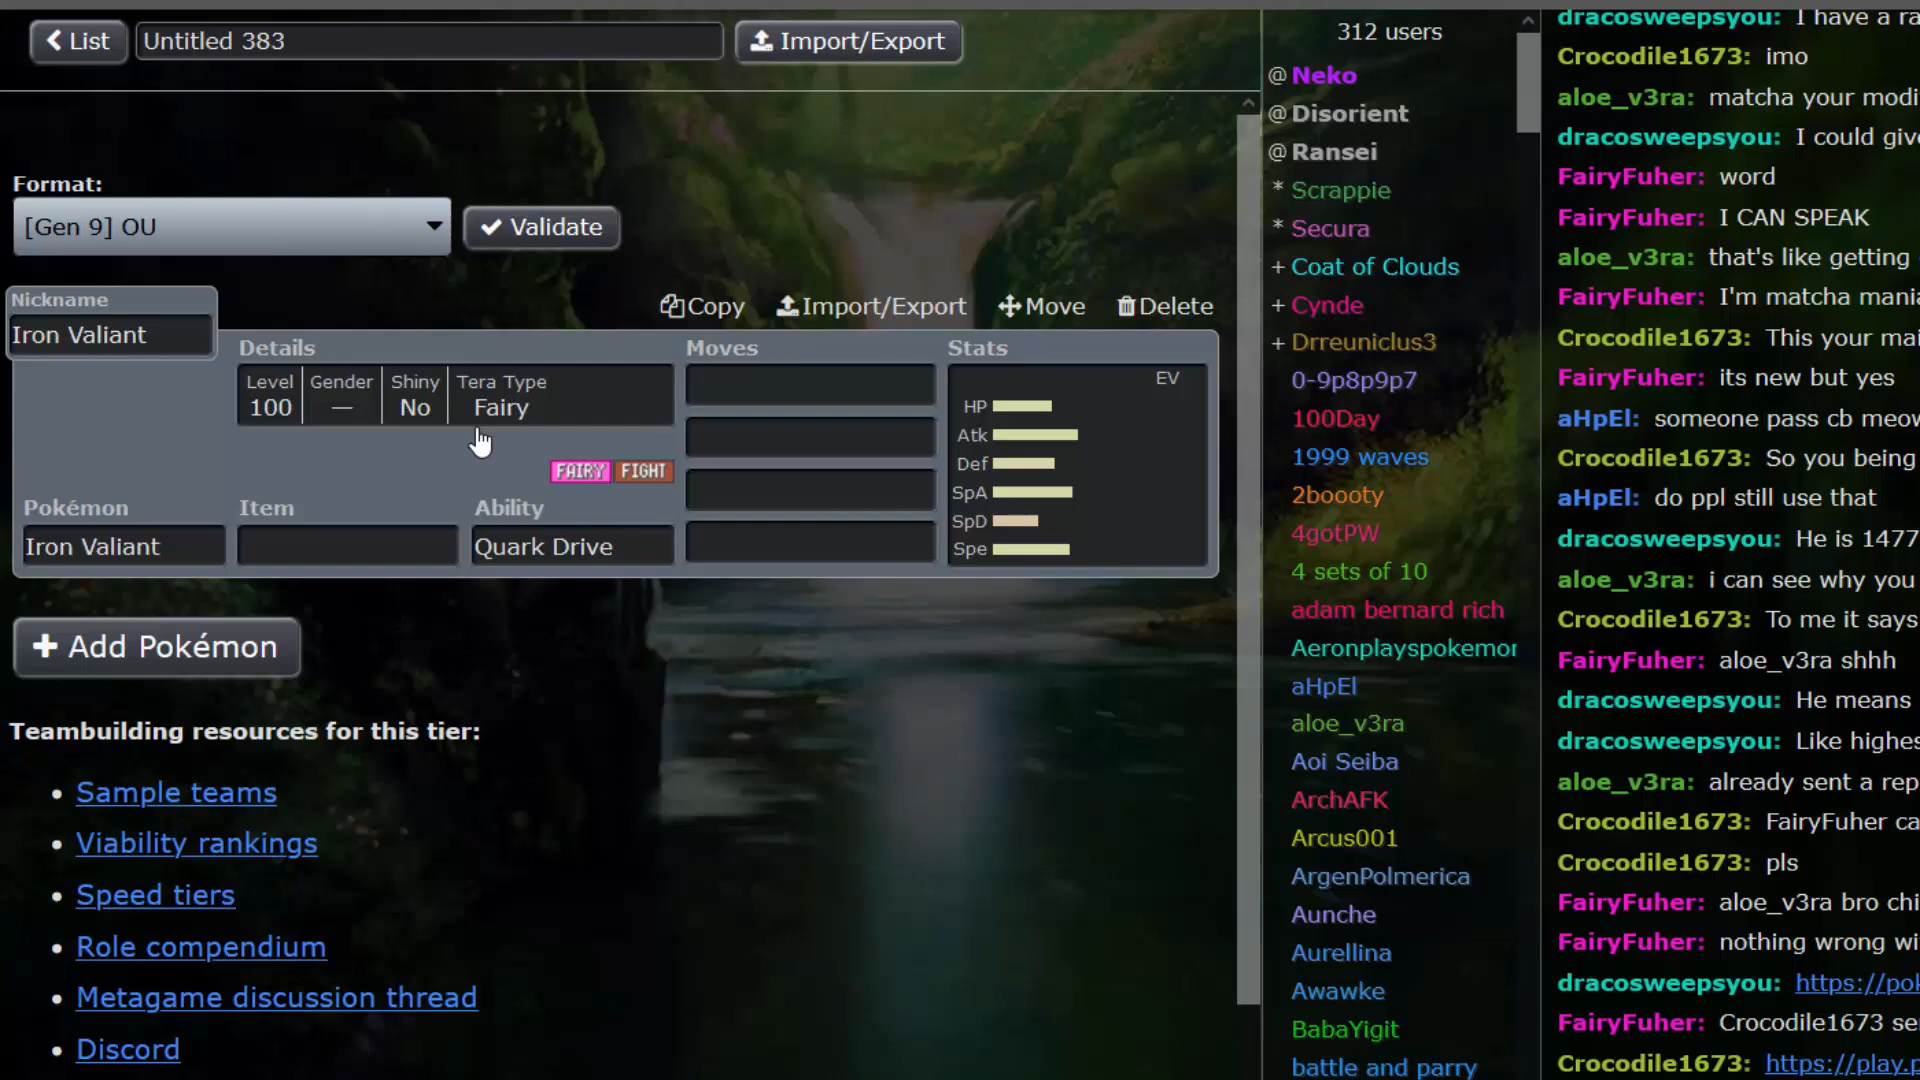 List
Untitled 383
Import/Export
Format:
[Gen 9] OU
Validate
Nickname
Iron Valiant
Copy
Import/Export
Move
Delete
Details
Level
100
Gender
—
Shiny
No
Tera Type
Fairy
FAIRY
FIGHT
Pokémon
Iron Valiant
Item
Ability
Quark Drive
Moves
Stats
EV
HP
Atk
Def
SpA
SpD
Spe
Add Pokémon
Teambuilding resources for this tier:
• Sample teams
• Viability rankings
• Speed tiers
• Role compendium
• Metagame discussion thread
• Discord
312 users
@Neko
@Disorient
@Ransei
* Scrappie
* Secura
+Coat of Clouds
+Cynde
+Drreuniclus3
0-9p8p9p7
100Day
1999 waves
2boooty
4gotPW
4 sets of 10
adam bernard rich
Aeronplayspokemon
aHpEl
aloe_v3ra
Aoi Seiba
ArchAFK
Arcus001
ArgenPolmerica
Aunche
Aurellina
Awawke
BabaYigit
battle and parry
dracosweepsyou: I have a ra
Crocodile1673: imo
aloe_v3ra: matcha your modi
dracosweepsyou: I could give
FairyFuher: word
FairyFuher: I CAN SPEAK
aloe_v3ra: that's like getting
FairyFuher: I'm matcha mani
Crocodile1673: This your mai
FairyFuher: its new but yes
aHpEl: someone pass cb meow
Crocodile1673: So you being
aHpEl: do ppl still use that
dracosweepsyou: He is 1477
aloe_v3ra: i can see why you
Crocodile1673: To me it says
FairyFuher: aloe_v3ra shhh
dracosweepsyou: He means
dracosweepsyou: Like highes
aloe_v3ra: already sent a rep
Crocodile1673: FairyFuher ca
Crocodile1673: pls
FairyFuher: aloe_v3ra bro chi
FairyFuher: nothing wrong wi
dracosweepsyou: https://pok
FairyFuher: Crocodile1673 se
Crocodile1673: https://play.p